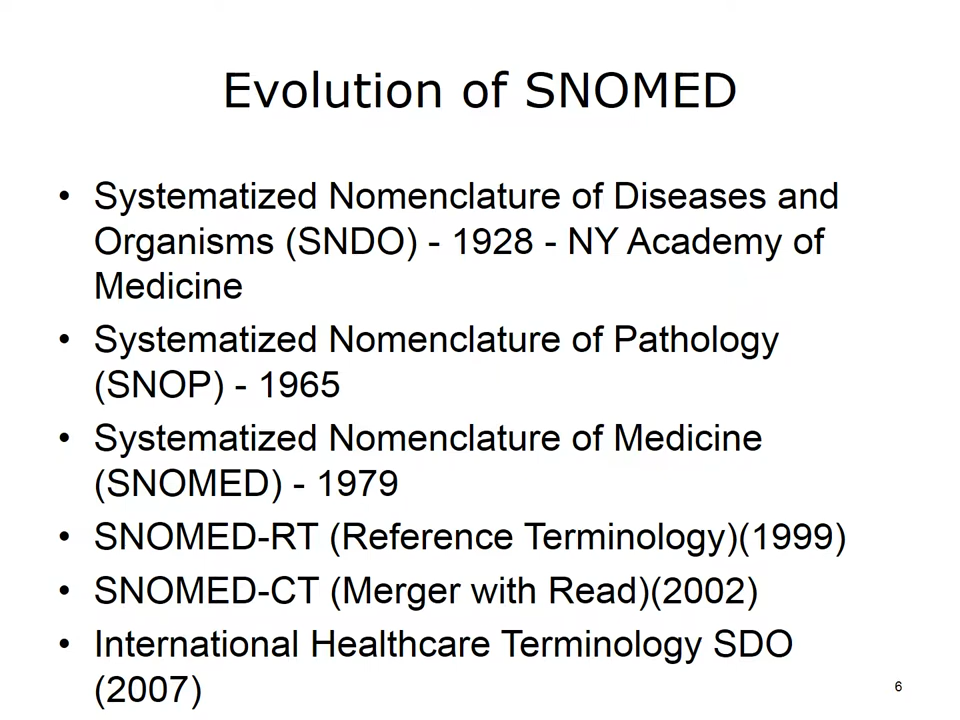 Evolution of SNOMED
• Systematized Nomenclature of Diseases and
Organisms (SNDO) - 1928 - NY Academy of
Medicine
• Systematized Nomenclature of Pathology
(SNOP) - 1965
• Systematized Nomenclature of Medicine
(SNOMED) - 1979
• SNOMED-RT (Reference Terminology)(1999)
• SNOMED-CT (Merger with Read)(2002)
• International Healthcare Terminology SDO
(2007)
6